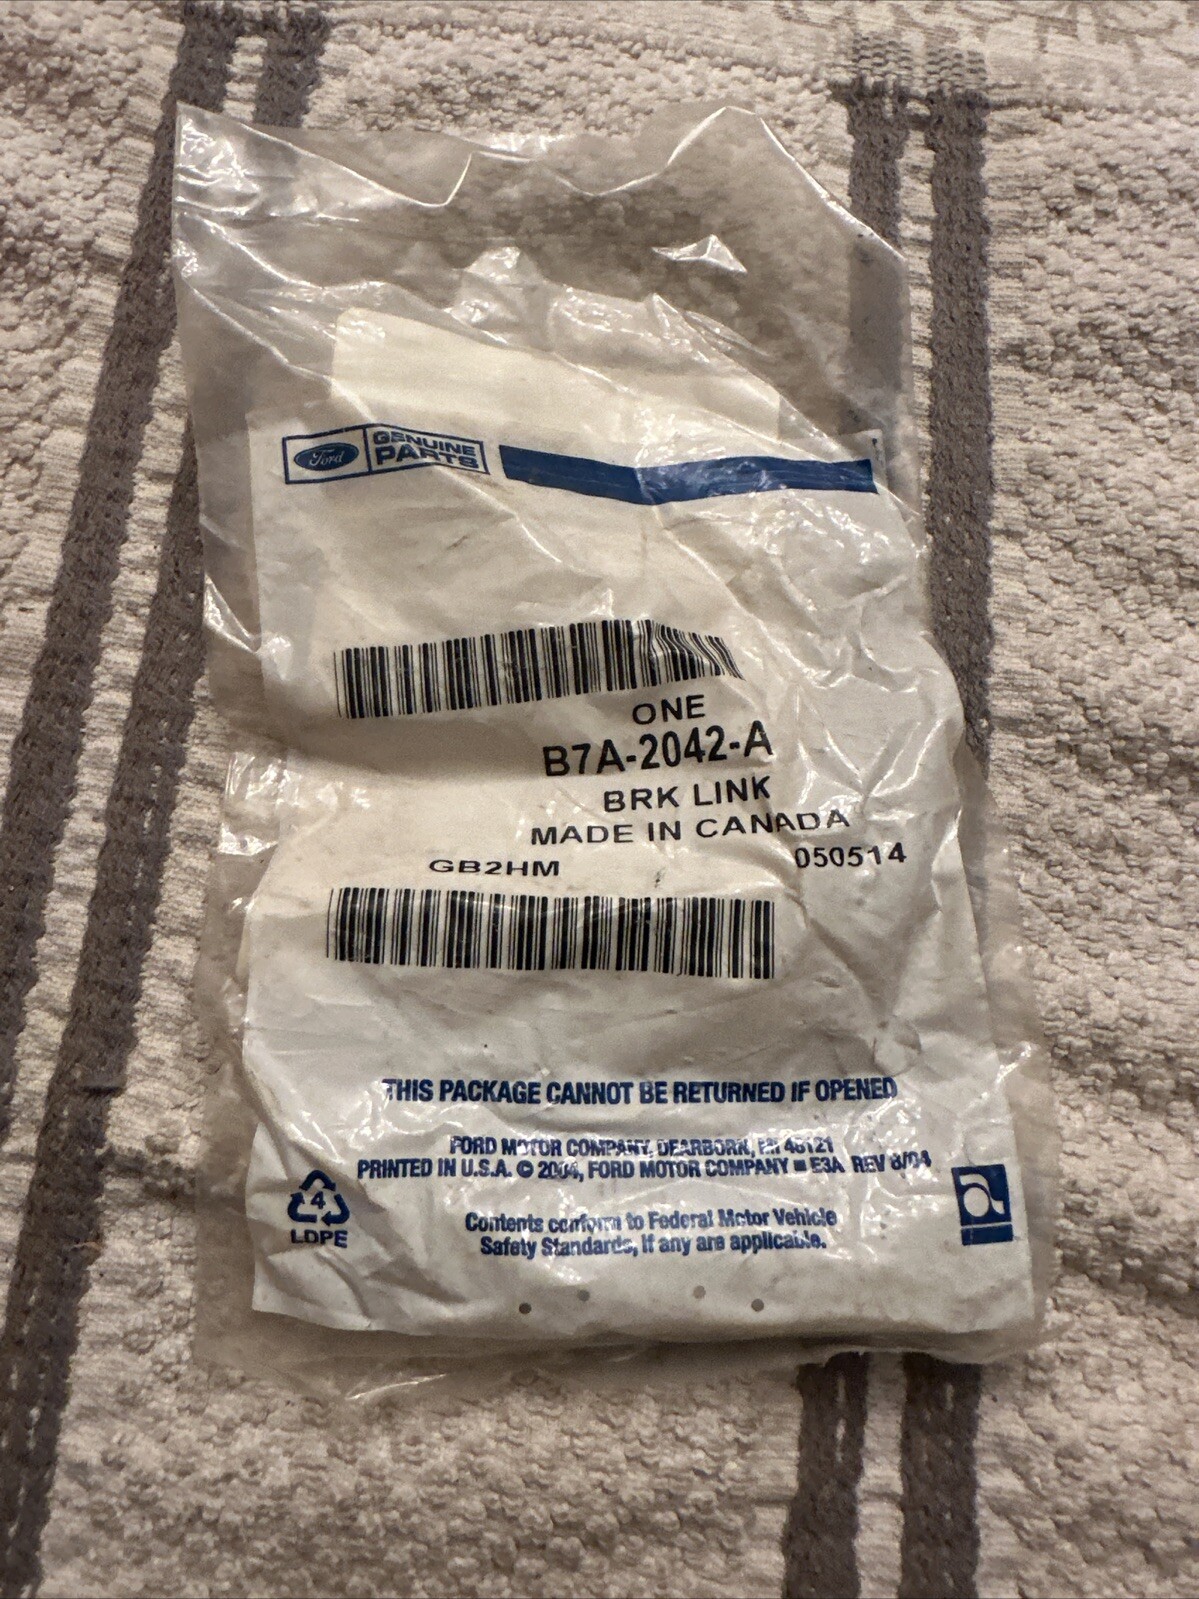 Ford GENUINE
PARTS
ONE
B7A-2042-A
BRK LINK
MADE IN CANADA
GB2HM 050514
THIS PACKAGE CANNOT BE RETURNED IF OPENED
FORD MOTOR COMPANY, DEARBORN, MI 48121
PRINTED IN U.S.A. © 2004, FORD MOTOR COMPANY ■ E3A REV 8/04
4
LDPE
Contents conform to Federal Motor Vehicle
Safety Standards, if any are applicable.